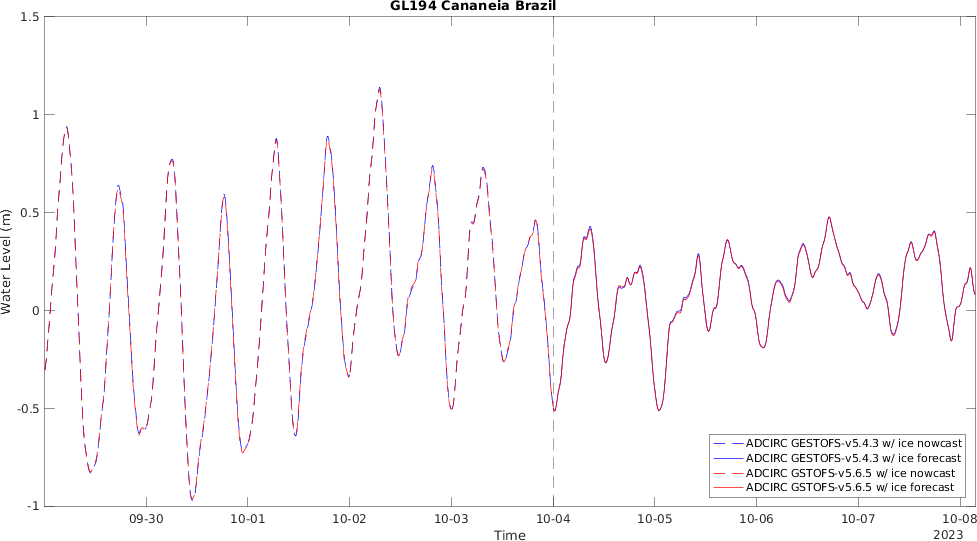 GL194 Cananeia Brazil
1.5
1
0.5
0
-0.5
-1
Water Level (m)
09-30
10-01
10-02
10-03
10-04
10-05
10-06
10-07
10-08
2023
Time
ADCIRC GESTOFS-v5.4.3 w/ ice nowcast
ADCIRC GESTOFS-v5.4.3 w/ ice forecast
ADCIRC GSTOFS-v5.6.5 w/ ice nowcast
ADCIRC GSTOFS-v5.6.5 w/ ice forecast